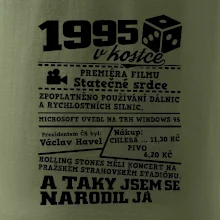 1995
v kostce
PREMIÉRA FILMU
Statečné srdce
ZPOPLATNĚNO POUŽÍVÁNÍ DÁLNIC
A RYCHLOSTNÍCH SILNIC.
MICROSOFT UVEDL NA TRH WINDOWS 95
Prezidentem ČR byl:
Václav Havel
Nákup:
CHLEBA ... 11,30 KČ
PIVO
6,20 KČ
ROLLING STONES MĚLI KONCERT NA
PRAŽSKÉM STRAHOVSKÉM STADIÓNU.
A TAKY JSEM SE
NARODIL JÁ